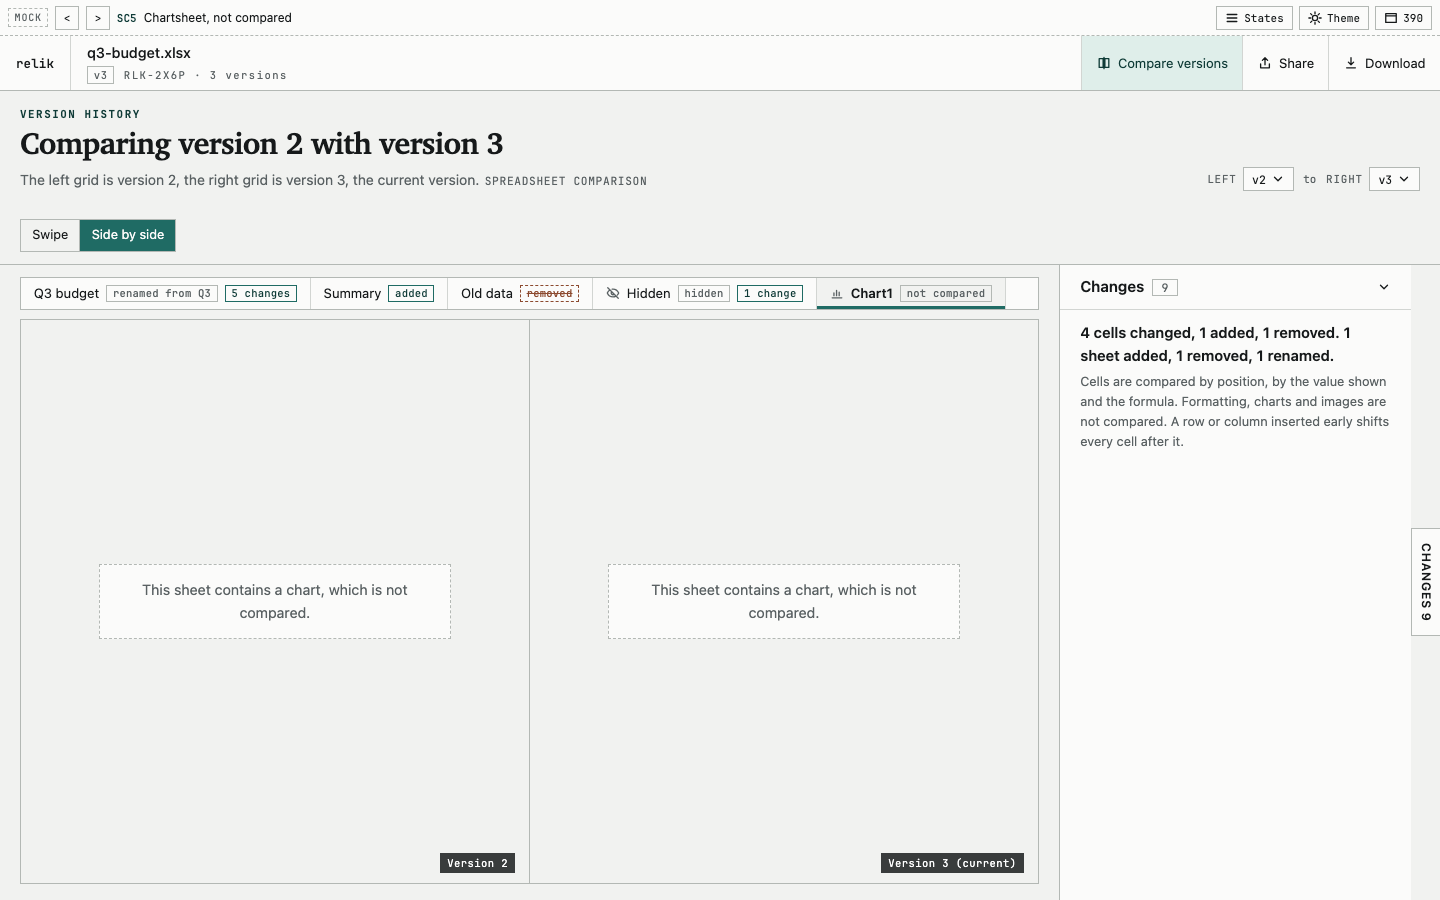 MOCK < > SC5 Chartsheet, not compared States Theme 390
relik q3-budget.xlsx Compare versions Share Download
v3 RLK-2X6P · 3 versions
VERSION HISTORY
Comparing version 2 with version 3
The left grid is version 2, the right grid is version 3, the current version. SPREADSHEET COMPARISON LEFT v2 to RIGHT v3
Swipe Side by side
Q3 budget renamed from Q3 5 changes Summary added Old data removed Hidden hidden 1 change Chart1 not compared
Changes 9
4 cells changed, 1 added, 1 removed. 1
sheet added, 1 removed, 1 renamed.
Cells are compared by position, by the value shown
and the formula. Formatting, charts and images are
not compared. A row or column inserted early shifts
every cell after it.
This sheet contains a chart, which is not
compared.
This sheet contains a chart, which is not
compared.
CHANGES 9
Version 2
Version 3 (current)